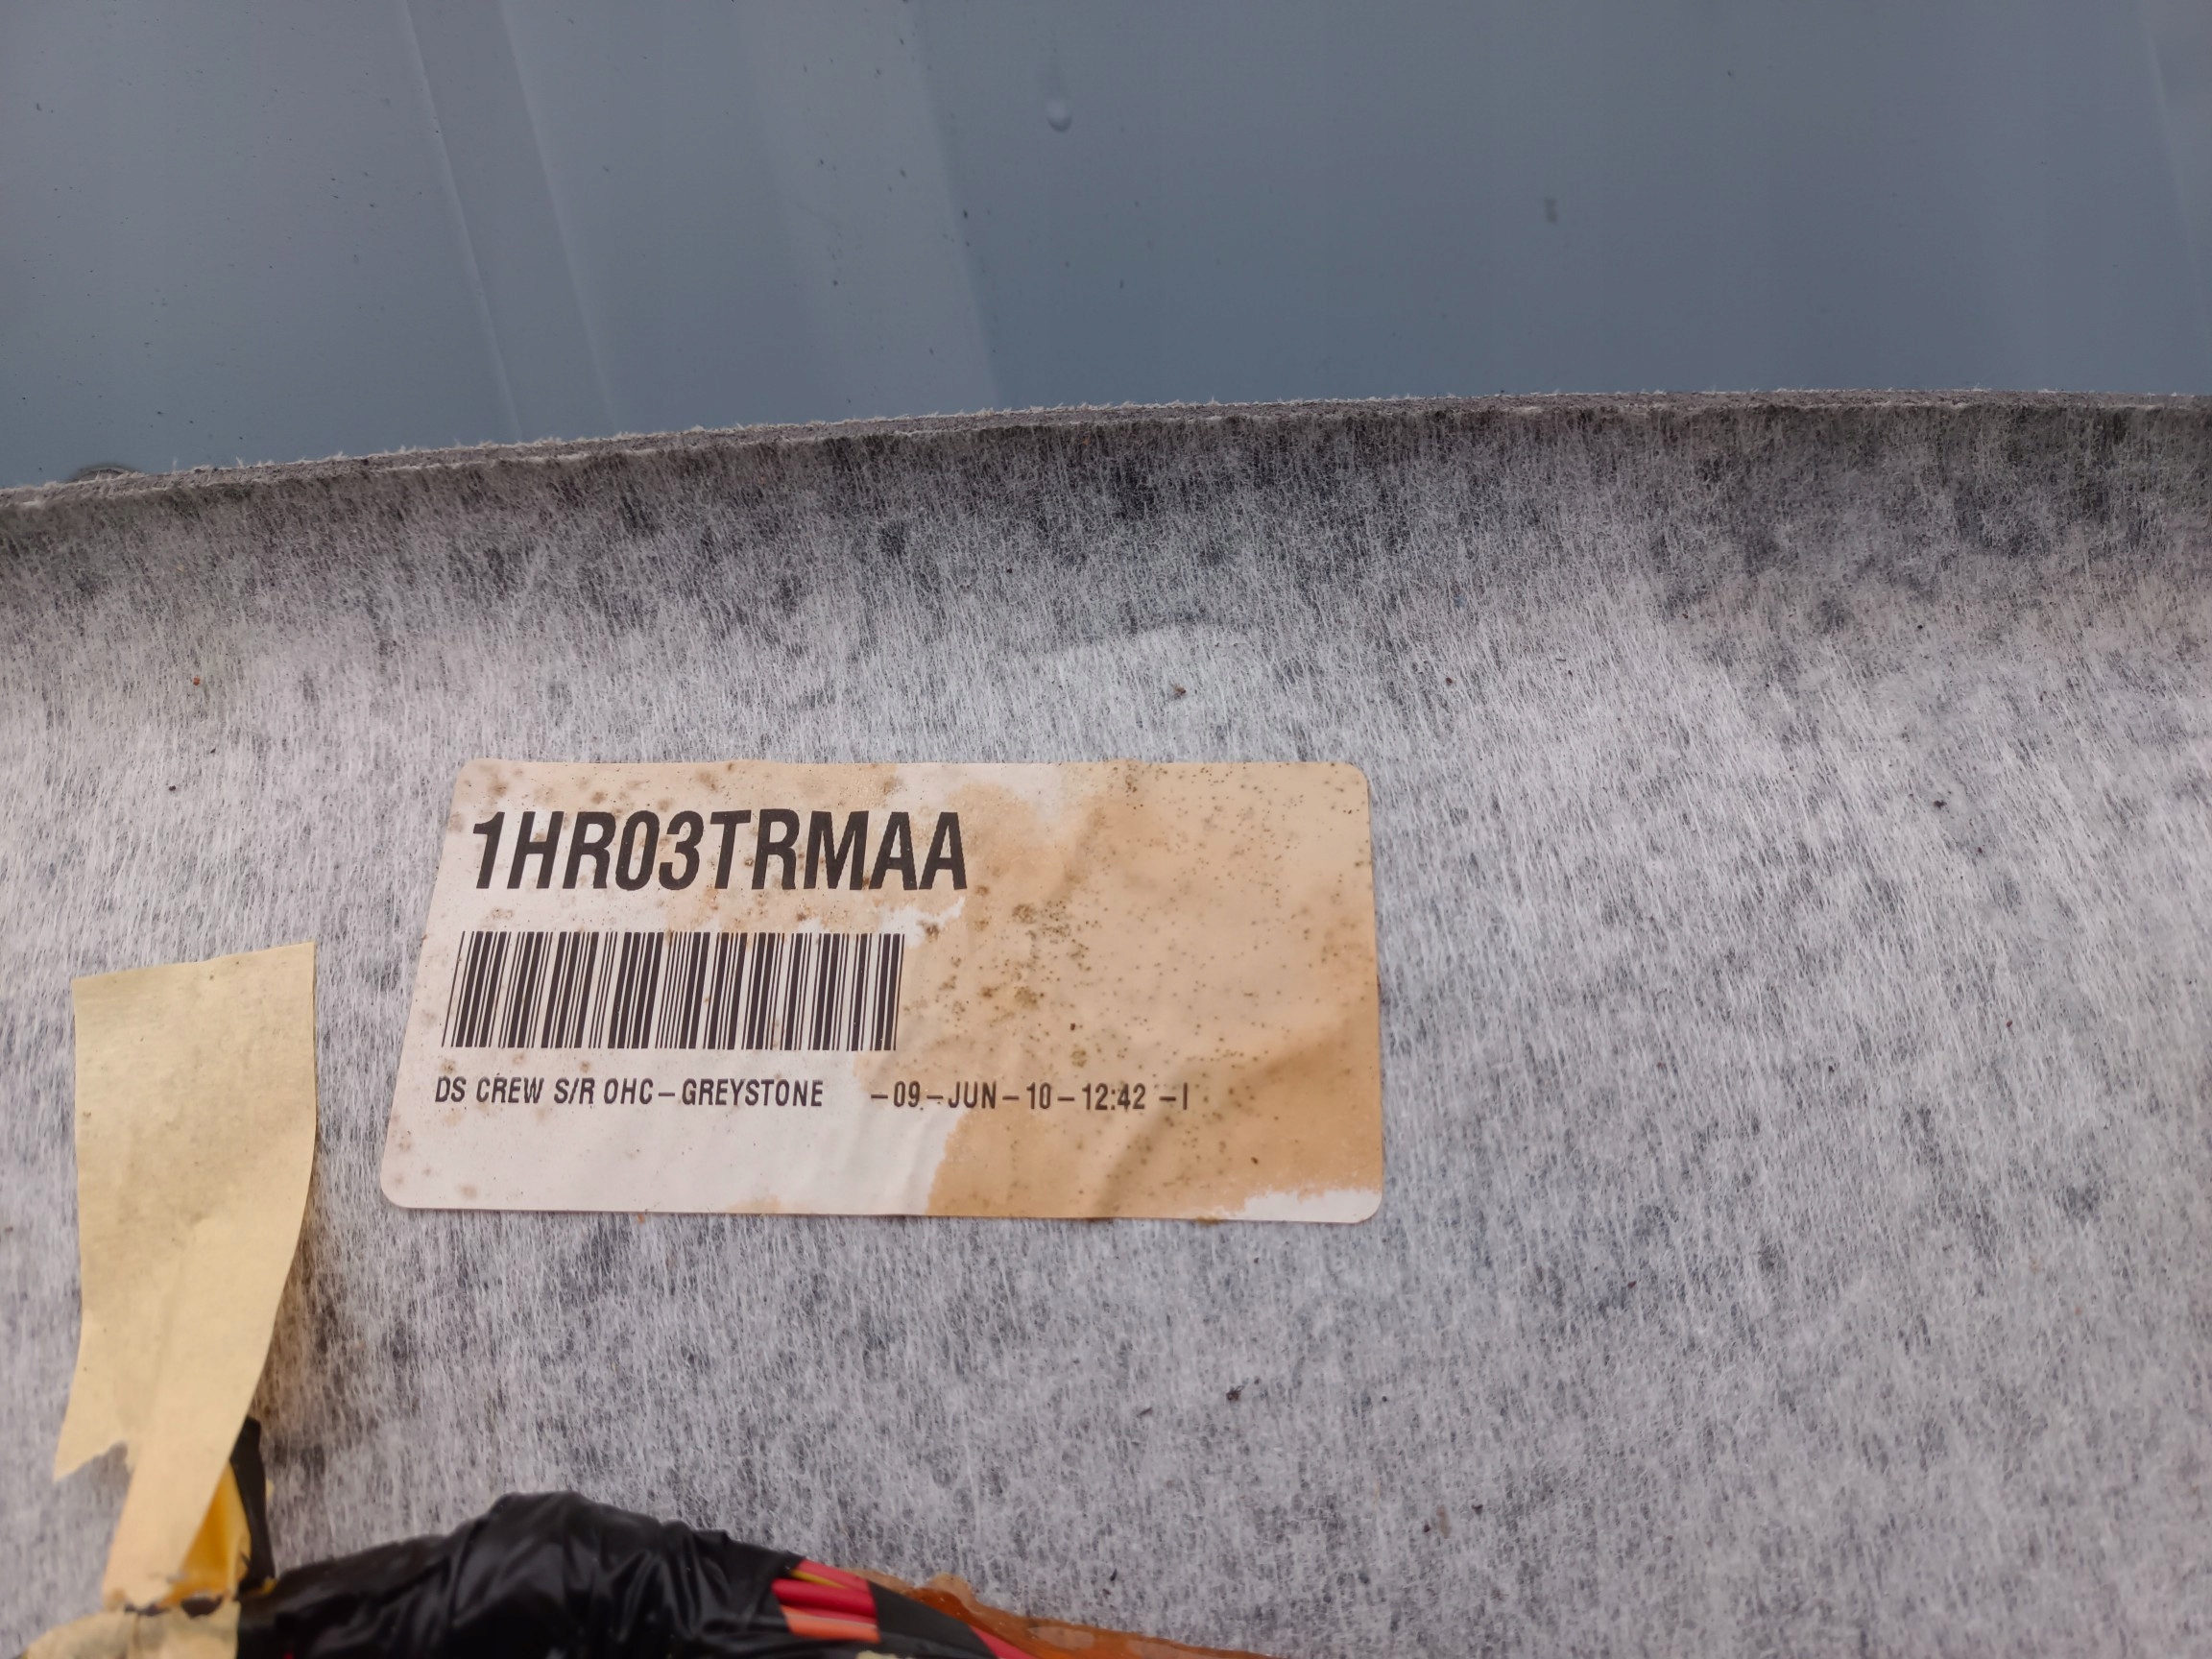 1HR03TRMAA
DS CREW S/R OHC-GREYSTONE -09-JUN-10-12:42 -I